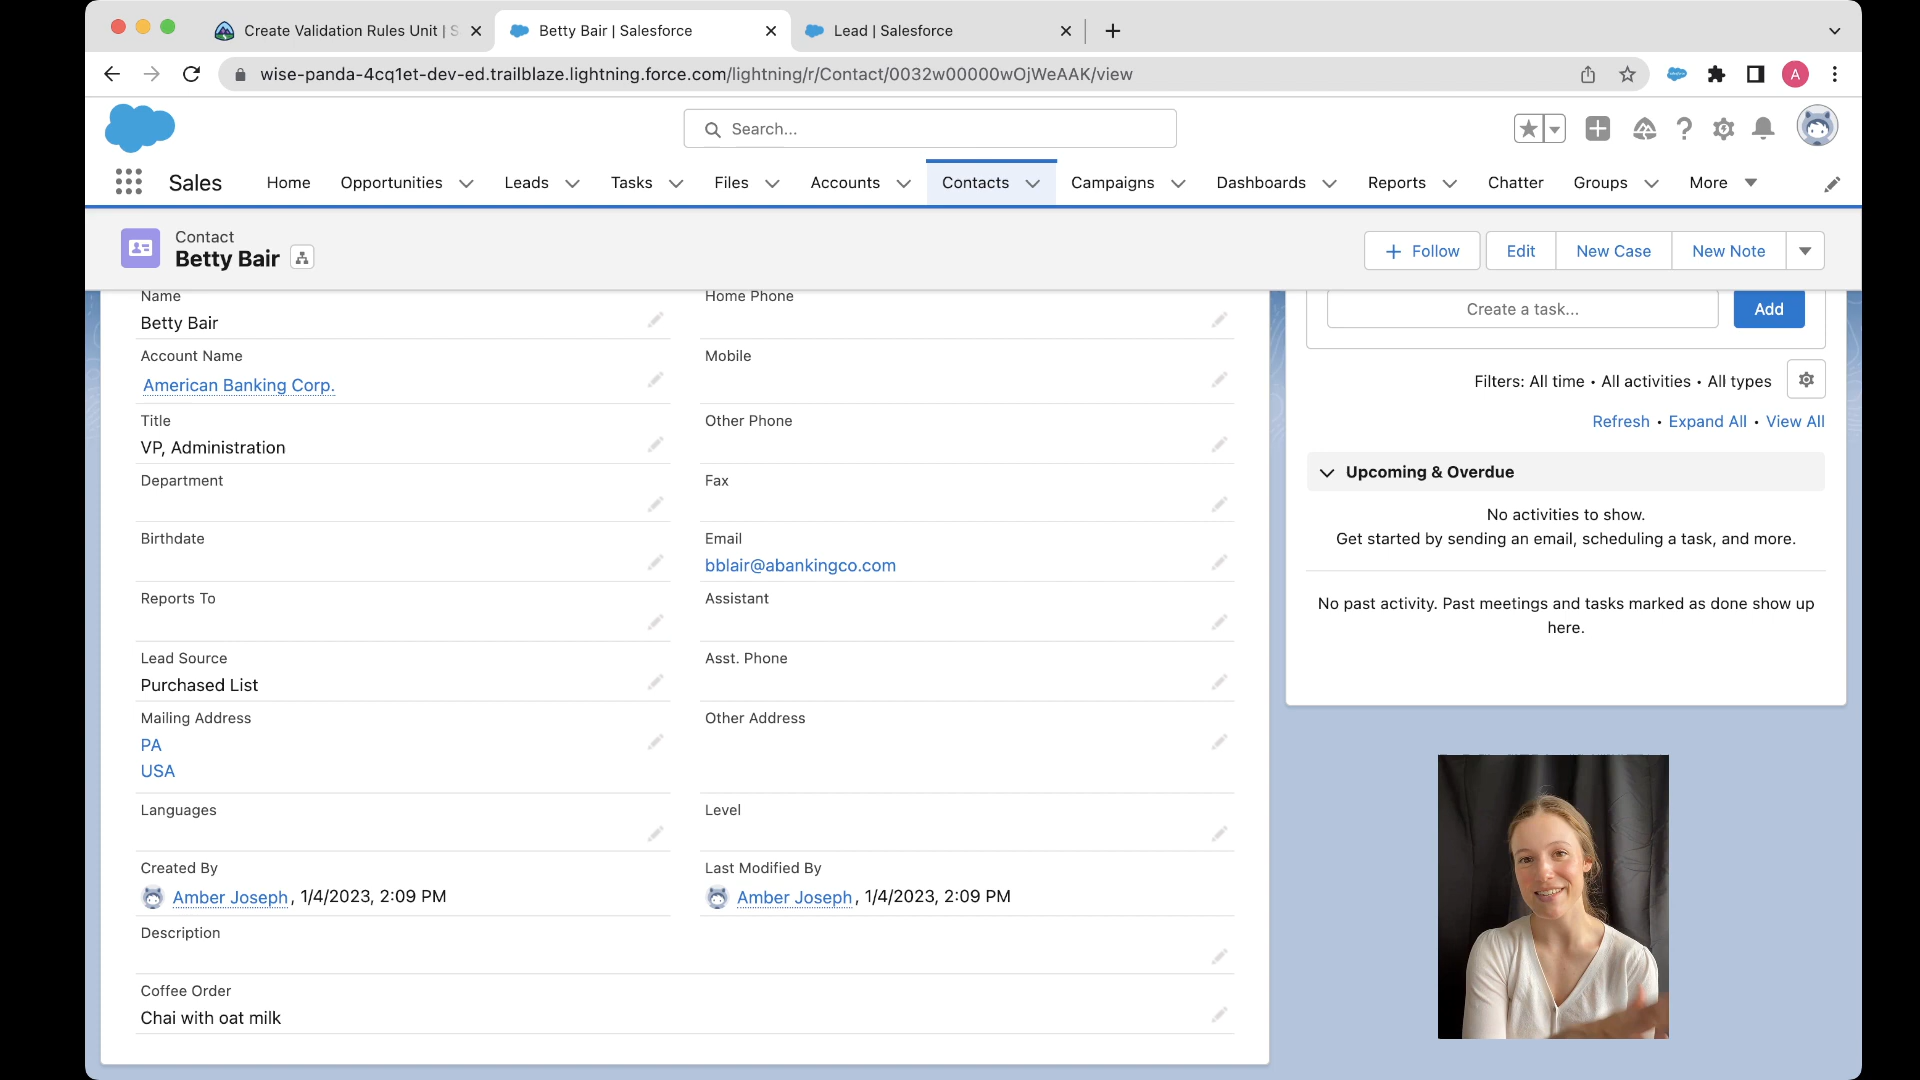 Create Validation Rules Unit | S
Betty Bair | Salesforce
Lead | Salesforce
wise-panda-4cq1et-dev-ed.trailblaze.lightning.force.com/lightning/r/Contact/0032w00000wOjWeAAK/view
A
Search...
Sales
Home
Opportunities
Leads
Tasks
Files
Accounts
Contacts
Campaigns
Dashboards
Reports
Chatter
Groups
More
Contact
Betty Bair
Follow
Edit
New Case
New Note
Name
Betty Bair
Home Phone
Account Name
American Banking Corp.
Mobile
Title
VP, Administration
Other Phone
Department
Fax
Birthdate
Email
bblair@abankingco.com
Reports To
Assistant
Lead Source
Purchased List
Asst. Phone
Mailing Address
PA
USA
Other Address
Languages
Level
Created By
Amber Joseph, 1/4/2023, 2:09 PM
Last Modified By
Amber Joseph, 1/4/2023, 2:09 PM
Description
Coffee Order
Chai with oat milk
Create a task...
Add
Filters: All time • All activities • All types
Refresh • Expand All • View All
Upcoming & Overdue
No activities to show.
Get started by sending an email, scheduling a task, and more.
No past activity. Past meetings and tasks marked as done show up
here.